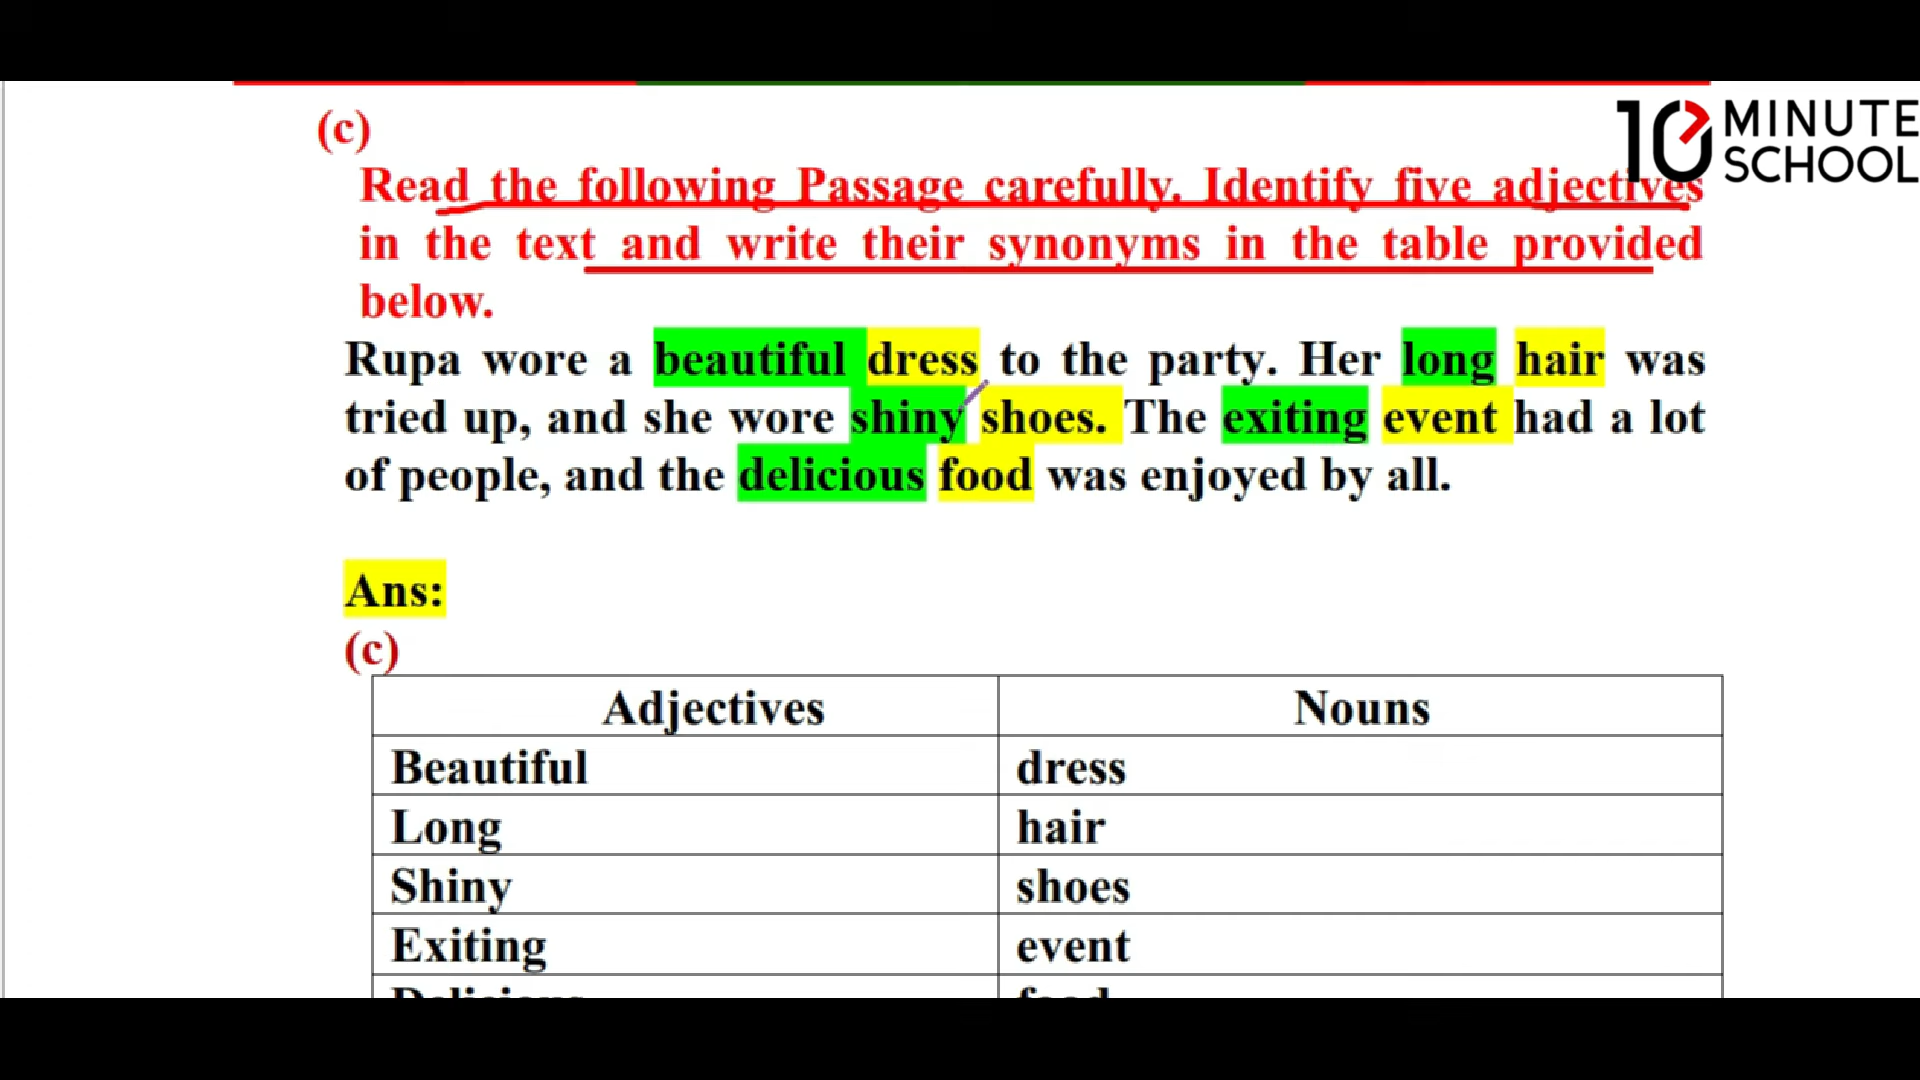 (c)
10 MINUTE SCHOOL
Read the following Passage carefully. Identify five adjectives
in the text and write their synonyms in the table provided
below.
Rupa wore a beautiful dress to the party. Her long hair was
tried up, and she wore shiny shoes. The exiting event had a lot
of people, and the delicious food was enjoyed by all.
Ans:
(c)
Adjectives Nouns
Beautiful dress
Long hair
Shiny shoes
Exiting event
Delicious food